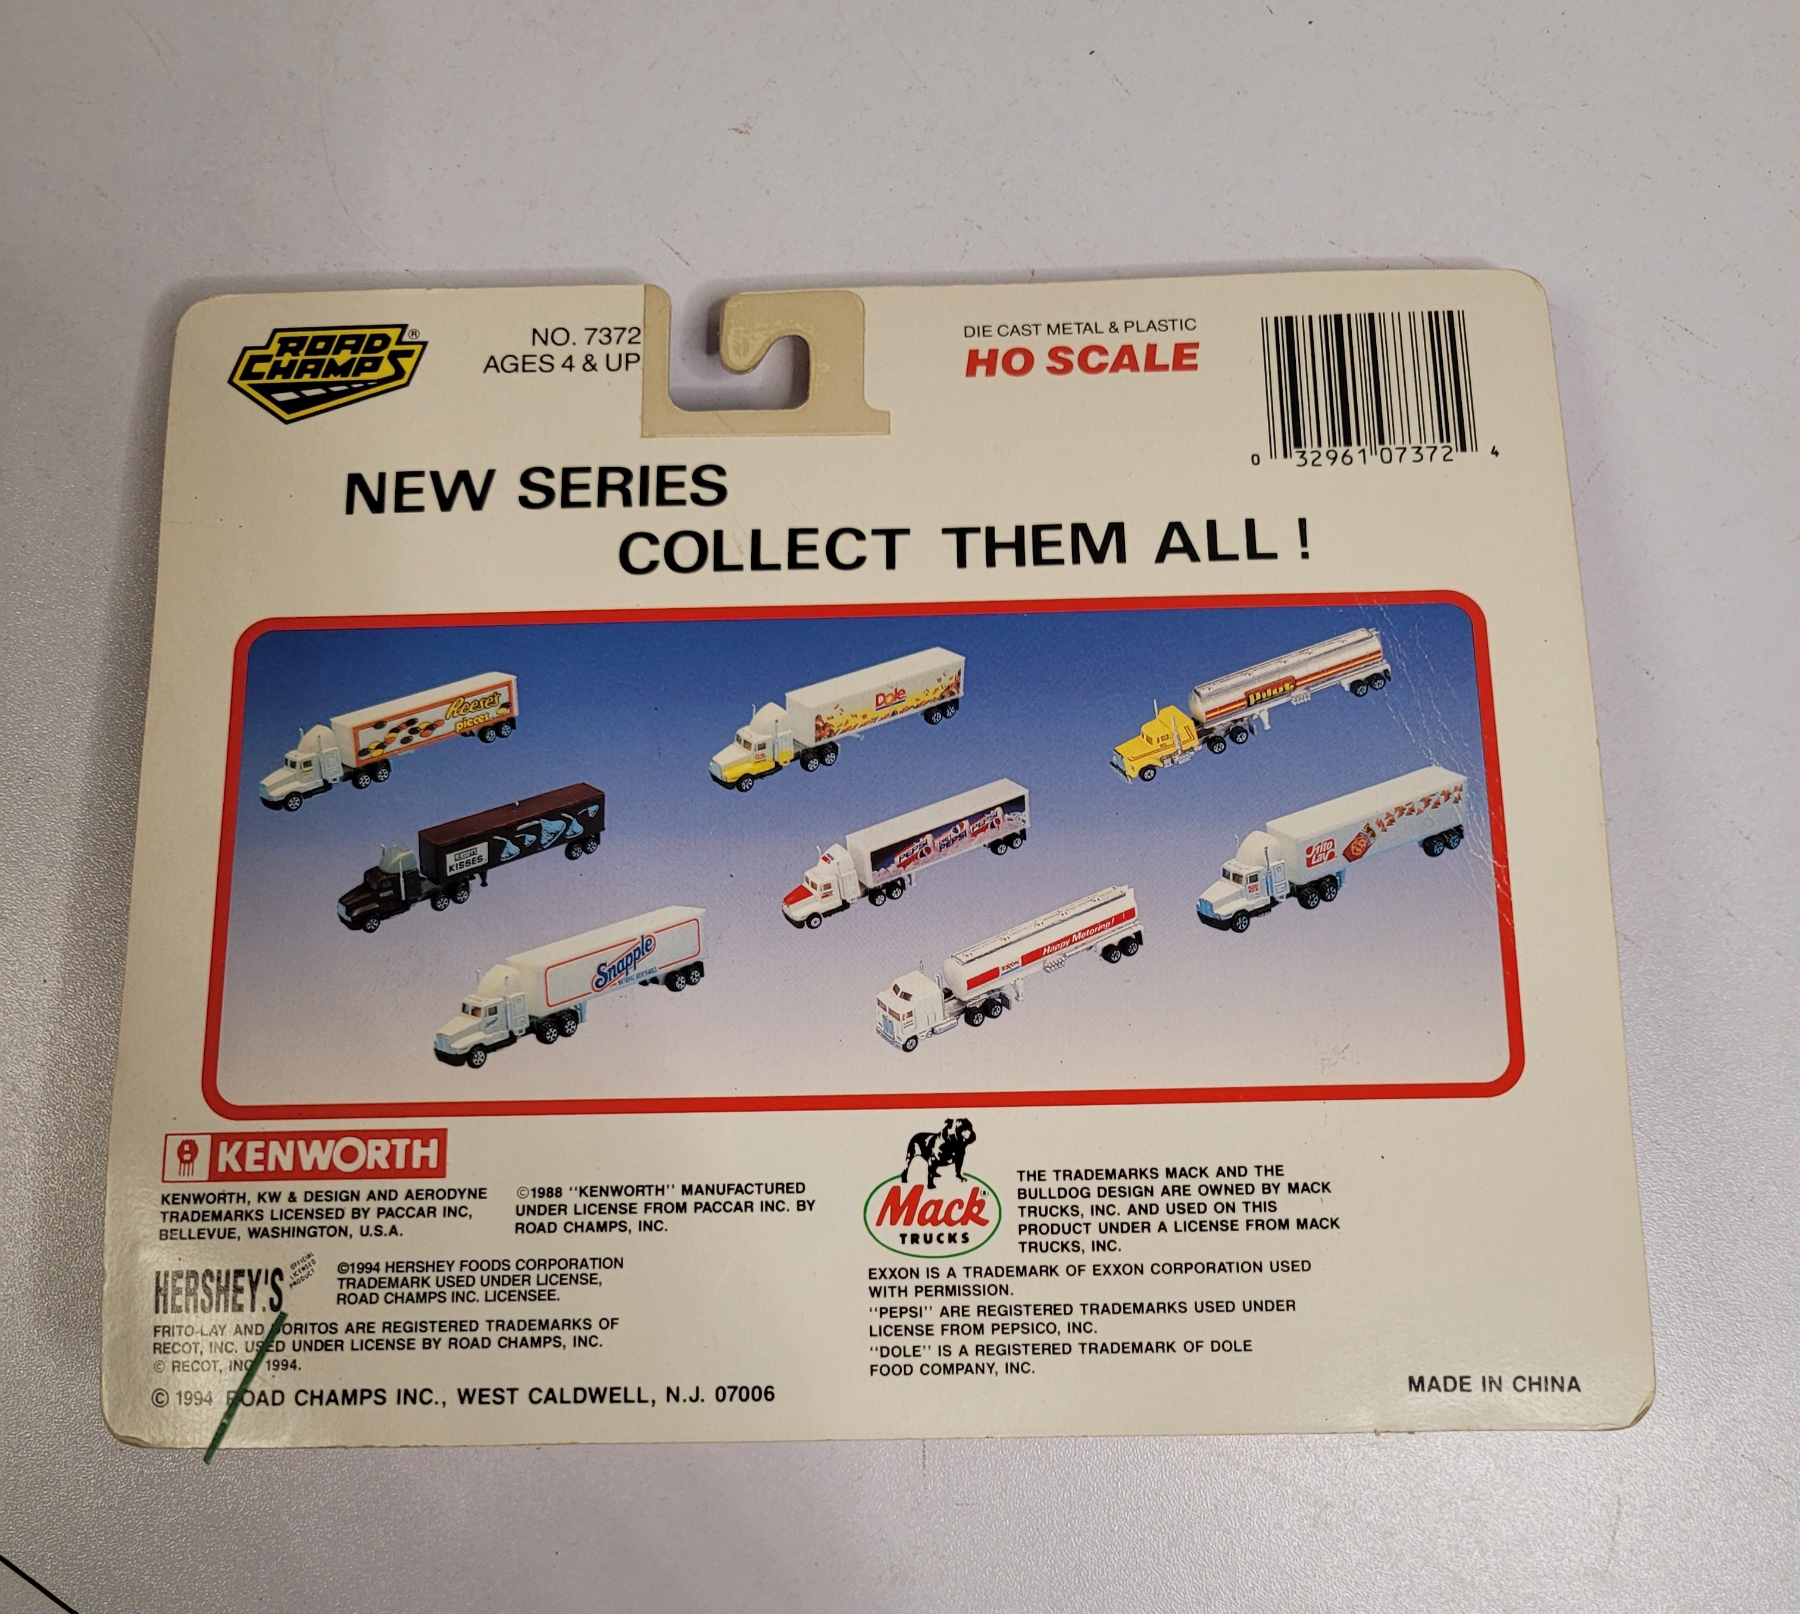 ROAD CHAMPS®
NO. 7372
AGES 4 & UP
DIE CAST METAL & PLASTIC
HO SCALE
0 32961 07372 4
NEW SERIES
COLLECT THEM ALL !
Reese's
pieces
Dole
Pilot
KISSES
PEPSI PEPSI PEPSI
PEPSI
Frito
Lay
Snapple
EXXON Happy Motoring!
KENWORTH
KENWORTH, KW & DESIGN AND AERODYNE
TRADEMARKS LICENSED BY PACCAR INC,
BELLEVUE, WASHINGTON, U.S.A.
©1988 ‘‘KENWORTH’’ MANUFACTURED
UNDER LICENSE FROM PACCAR INC. BY
ROAD CHAMPS, INC.
HERSHEY'S
OFFICIAL
LICENSED
PRODUCT
©1994 HERSHEY FOODS CORPORATION
TRADEMARK USED UNDER LICENSE,
ROAD CHAMPS INC. LICENSEE.
FRITO-LAY AND DORITOS ARE REGISTERED TRADEMARKS OF
RECOT, INC. USED UNDER LICENSE BY ROAD CHAMPS, INC.
© RECOT, INC 1994.
© 1994 ROAD CHAMPS INC., WEST CALDWELL, N.J. 07006
Mack®
TRUCKS
THE TRADEMARKS MACK AND THE
BULLDOG DESIGN ARE OWNED BY MACK
TRUCKS, INC. AND USED ON THIS
PRODUCT UNDER A LICENSE FROM MACK
TRUCKS, INC.
EXXON IS A TRADEMARK OF EXXON CORPORATION USED
WITH PERMISSION.
‘‘PEPSI’’ ARE REGISTERED TRADEMARKS USED UNDER
LICENSE FROM PEPSICO, INC.
‘‘DOLE’’ IS A REGISTERED TRADEMARK OF DOLE
FOOD COMPANY, INC.
MADE IN CHINA